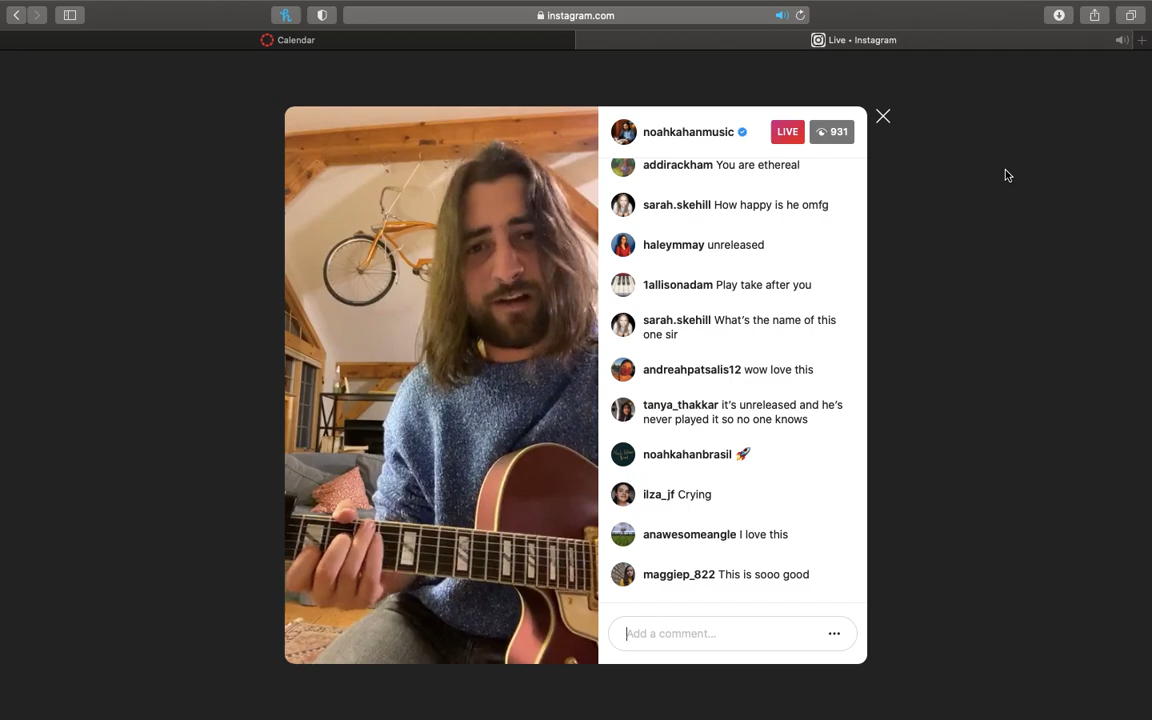 instagram.com
Calendar
Live • Instagram
noahkahanmusic
LIVE
931
addirackham You are ethereal
sarah.skehill How happy is he omfg
haleymmay unreleased
1allisonadam Play take after you
sarah.skehill What's the name of this
one sir
andreahpatsalis12 wow love this
tanya_thakkar it's unreleased and he's
never played it so no one knows
noahkahanbrasil 🚀
ilza_jf Crying
anawesomeangle I love this
maggiep_822 This is sooo good
Add a comment...